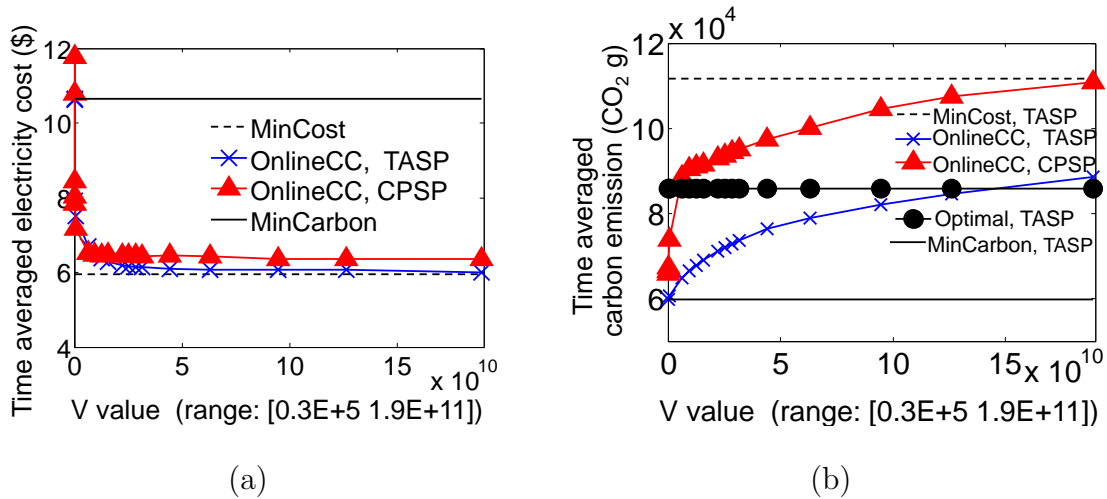 Time averaged electricity cost ($)
12
10
8
6
4
MinCost
OnlineCC, TASP
OnlineCC, CPSP
MinCarbon
0
5
10
x 10^10
V value (range: [0.3E+5 1.9E+11])
(a)
x 10^4
Time averaged
carbon emission (CO₂ g)
12
10
8
6
MinCost, TASP
OnlineCC, TASP
OnlineCC, CPSP
Optimal, TASP
MinCarbon, TASP
0
5
10
x 10^10
V value (range: [0.3E+5 1.9E+11])
(b)